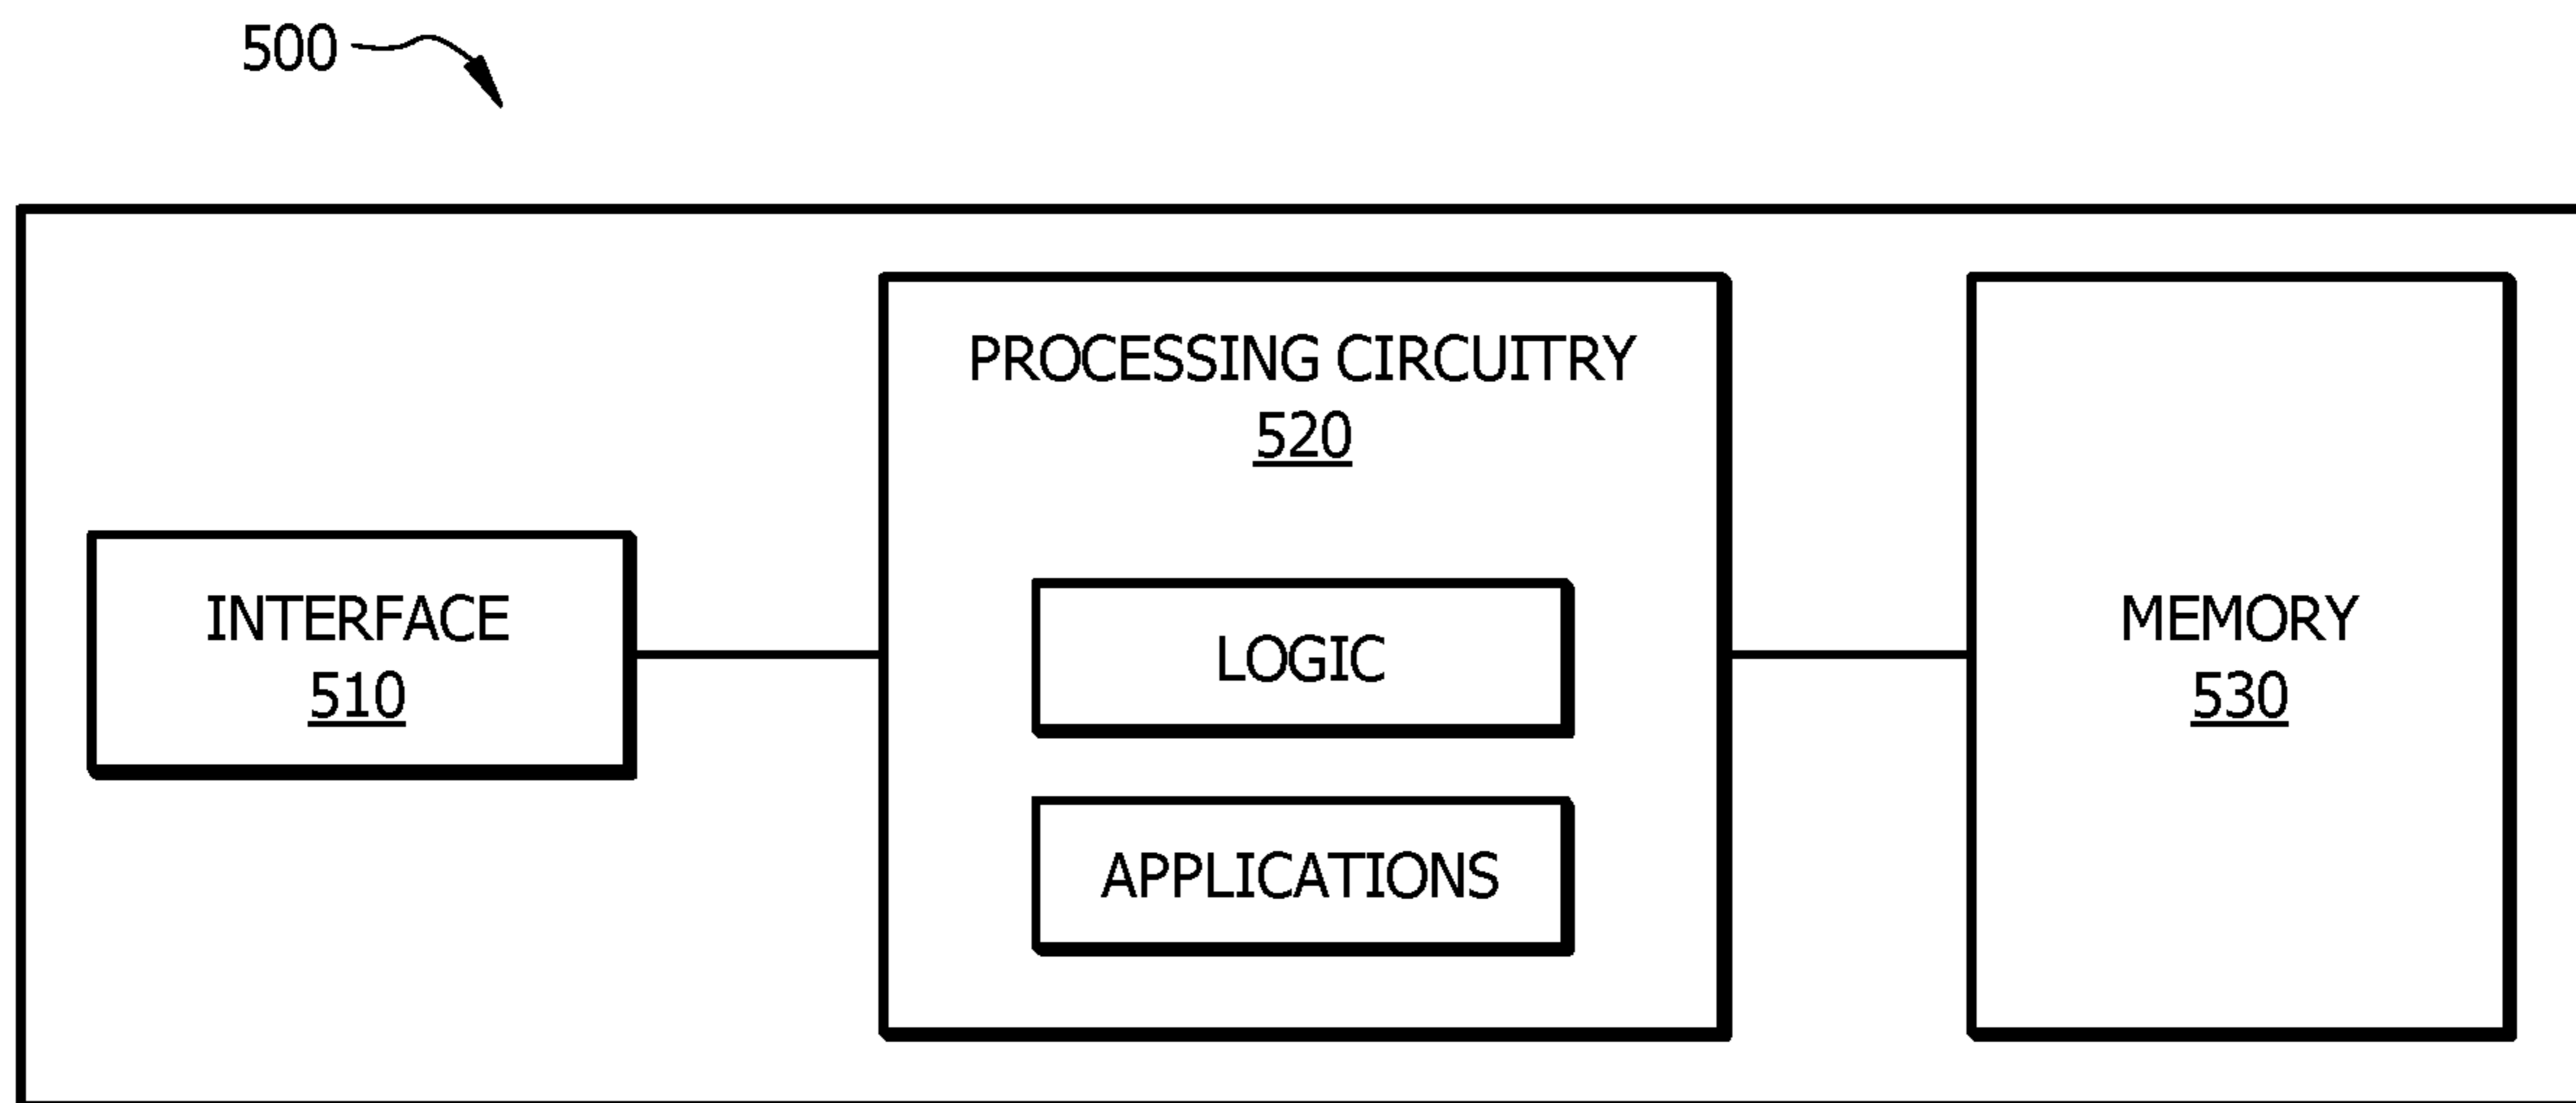 500
PROCESSING CIRCUITRY
520
INTERFACE
510
LOGIC
APPLICATIONS
MEMORY
530